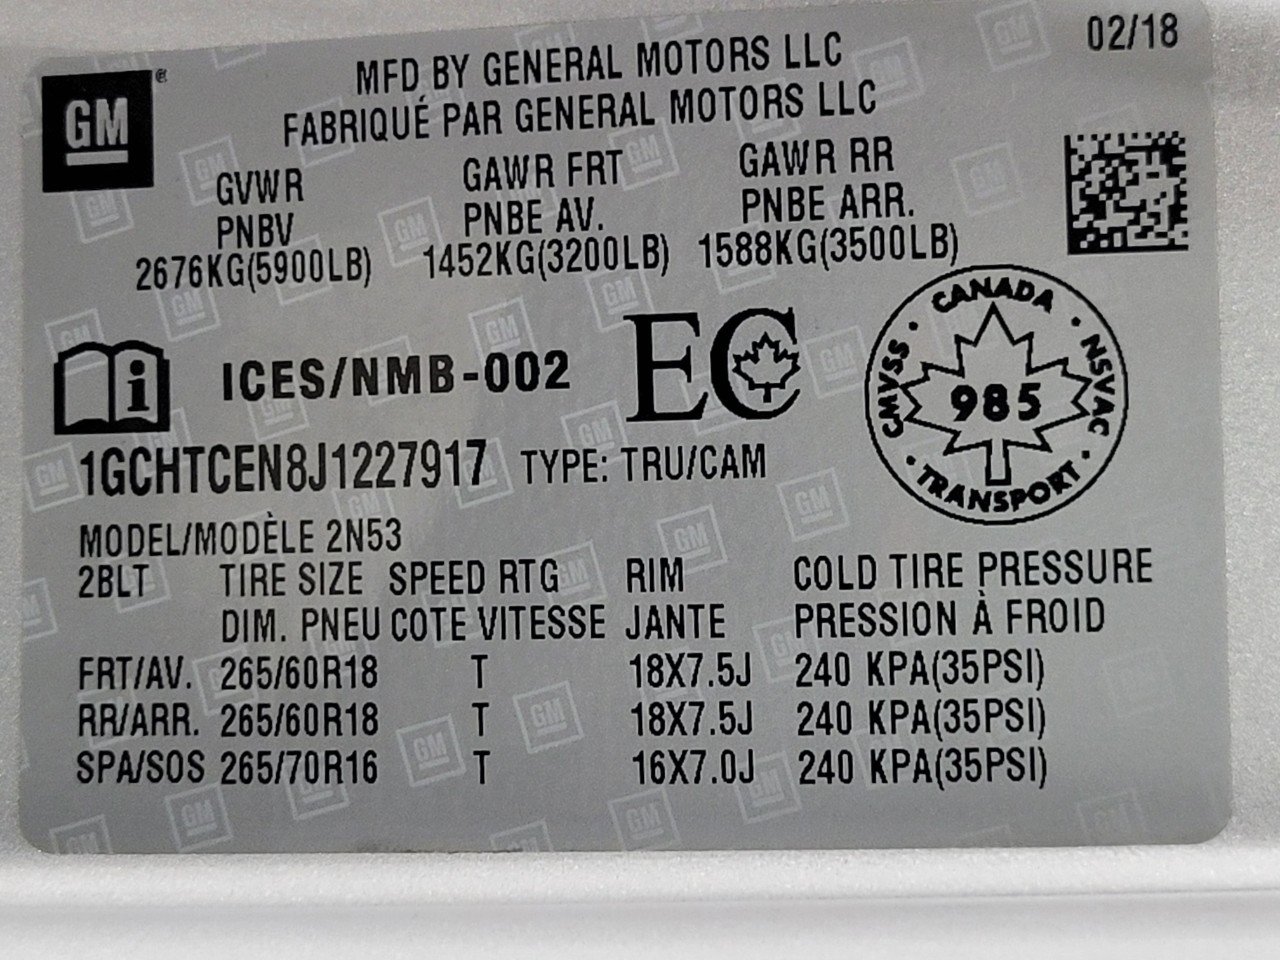 02/18
GM
MFD BY GENERAL MOTORS LLC
FABRIQUÉ PAR GENERAL MOTORS LLC
GVWR GAWR FRT GAWR RR
PNBV PNBE AV. PNBE ARR.
2676KG(5900LB) 1452KG(3200LB) 1588KG(3500LB)
i ICES/NMB-002 EC
CANADA
CMVSS 985 NSVAC
TRANSPORT
1GCHTCEN8J1227917 TYPE: TRU/CAM
MODEL/MODÈLE 2N53
2BLT TIRE SIZE SPEED RTG RIM COLD TIRE PRESSURE
DIM. PNEU COTE VITESSE JANTE PRESSION À FROID
FRT/AV. 265/60R18 T 18X7.5J 240 KPA(35PSI)
RR/ARR. 265/60R18 T 18X7.5J 240 KPA(35PSI)
SPA/SOS 265/70R16 T 16X7.0J 240 KPA(35PSI)